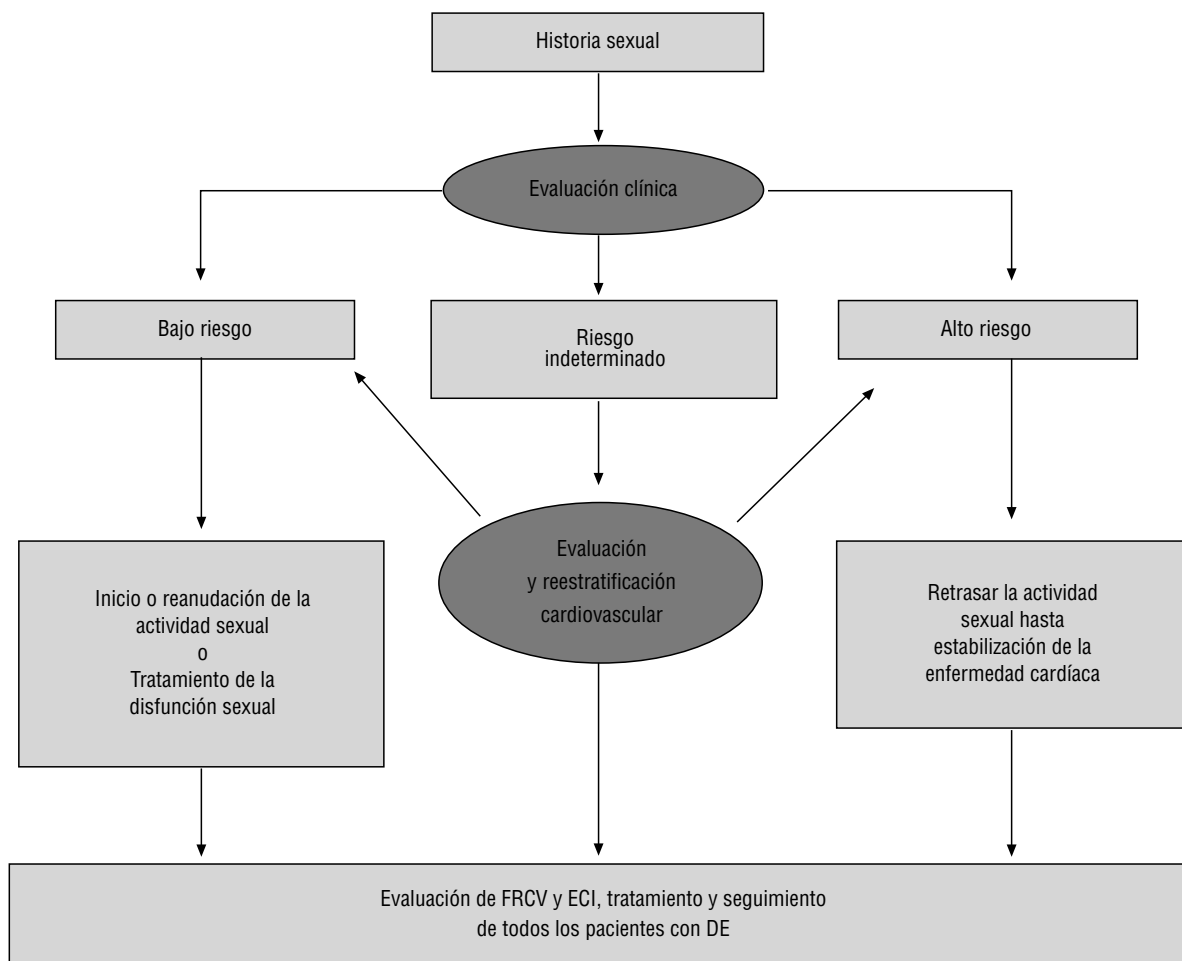 Historia sexual
Evaluación clínica
Bajo riesgo
Riesgo
indeterminado
Alto riesgo
Inicio o reanudación de la
actividad sexual
o
Tratamiento de la
disfunción sexual
Evaluación
y reestratificación
cardiovascular
Retrasar la actividad
sexual hasta
estabilización de la
enfermedad cardíaca
Evaluación de FRCV y ECI, tratamiento y seguimiento
de todos los pacientes con DE